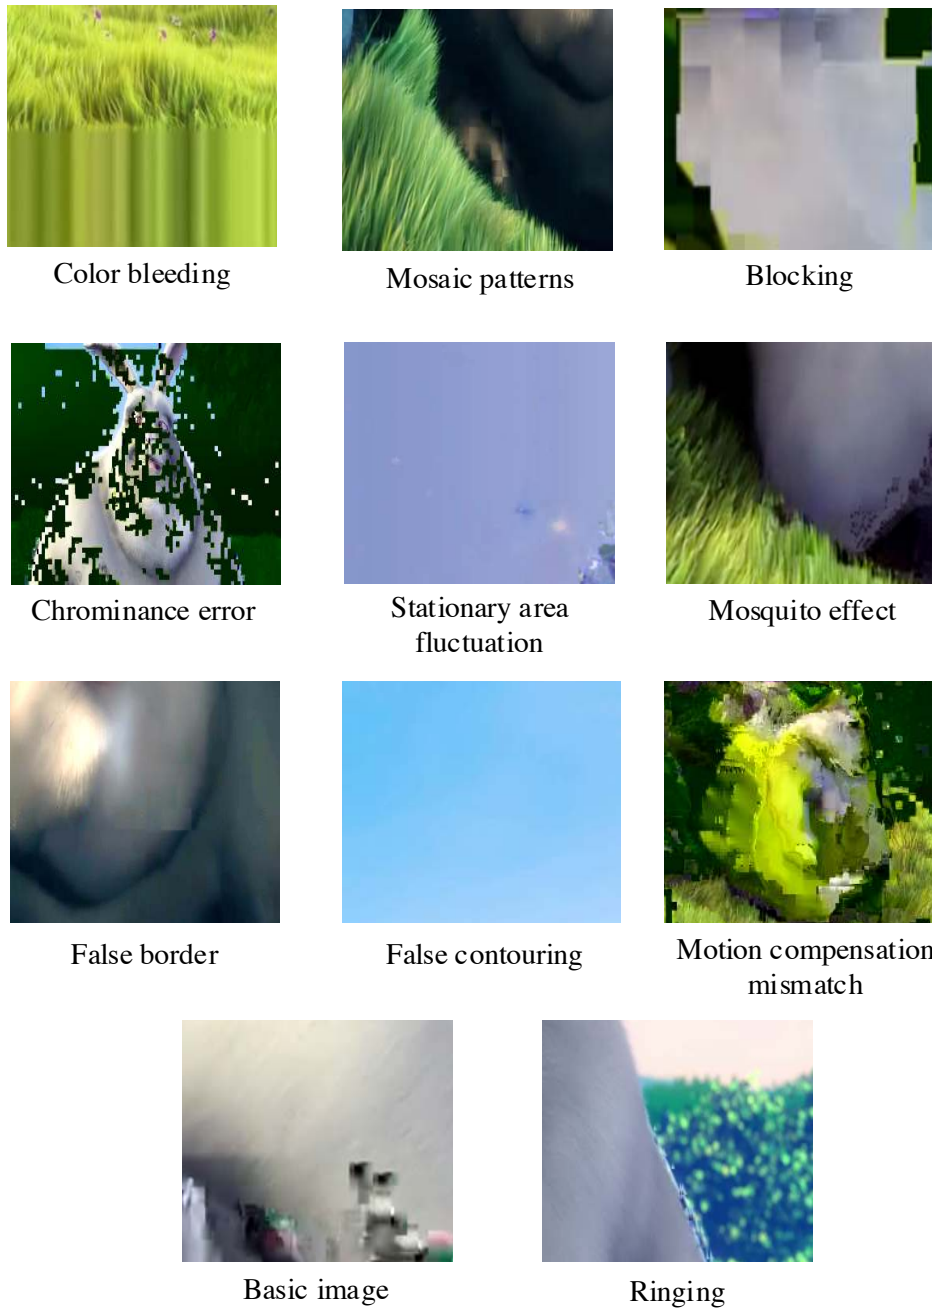 Color bleeding
Mosaic patterns
Blocking
Chrominance error
Stationary area
fluctuation
Mosquito effect
False border
False contouring
Motion compensation
mismatch
Basic image
Ringing